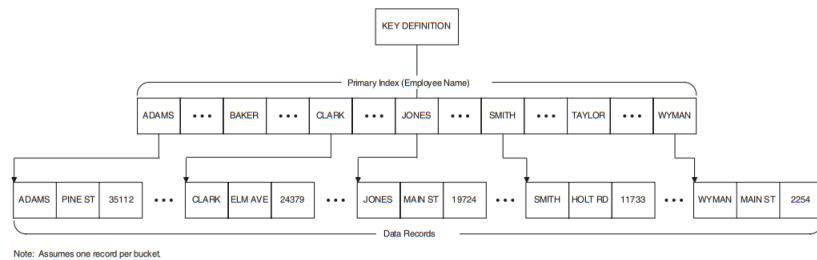 KEY DEFINITION
Primary Index (Employee Name)
ADAMS ••• BAKER ••• CLARK ••• JONES ••• SMITH ••• TAYLOR ••• WYMAN
ADAMS PINE ST 35112 ••• CLARK ELM AVE 24379 ••• JONES MAIN ST 19724 ••• SMITH HOLT RD 11733 ••• WYMAN MAIN ST 2254
Data Records
Note: Assumes one record per bucket.